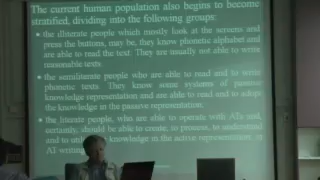 The current human population also begins to become
stratified, dividing into the following groups:
• the illiterate people which mostly look at the screens and
press the buttons, may be, they know phonetic alphabet and
are able to read the text. They are usually not able to write
reasonable texts.
• the semiliterate people who are able to read and to write
phonetic texts. They know some systems of passive
knowledge representation and are able to read and to adopt
the knowledge in the passive representation.
• the literate people, who are able to operate with AIs and,
certainly, should be able to create, to process, to understand
and to knowledge in the active representation, or
AI writing